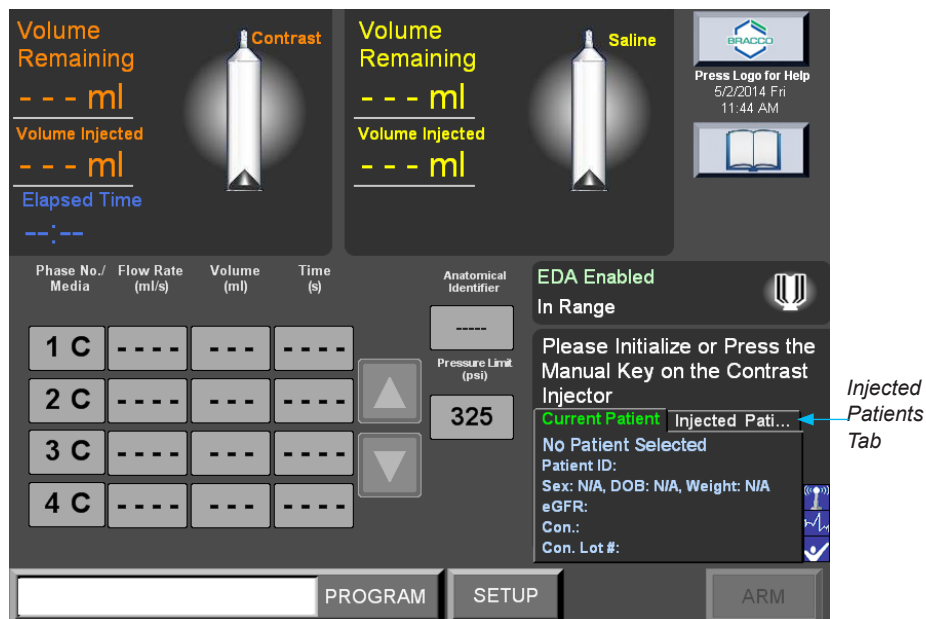 Volume
Remaining
Contrast
- - - ml
Volume Injected
- - - ml
Elapsed Time
--:--
Volume
Remaining
Saline
- - - ml
Volume Injected
- - - ml
BRACCO
Press Logo for Help
5/2/2014 Fri
11:44 AM
Phase No./ Flow Rate Volume Time
Media (ml/s) (ml) (s)
1 C - - - - - - - - - - -
2 C - - - - - - - - - - -
3 C - - - - - - - - - - -
4 C - - - - - - - - - - -
Anatomical
Identifier
-----
Pressure Limit
(psi)
325
EDA Enabled
In Range
Please Initialize or Press the
Manual Key on the Contrast
Injector
Current Patient Injected Pati...
No Patient Selected
Patient ID:
Sex: N/A, DOB: N/A, Weight: N/A
eGFR:
Con.:
Con. Lot #:
Injected
Patients
Tab
PROGRAM SETUP ARM